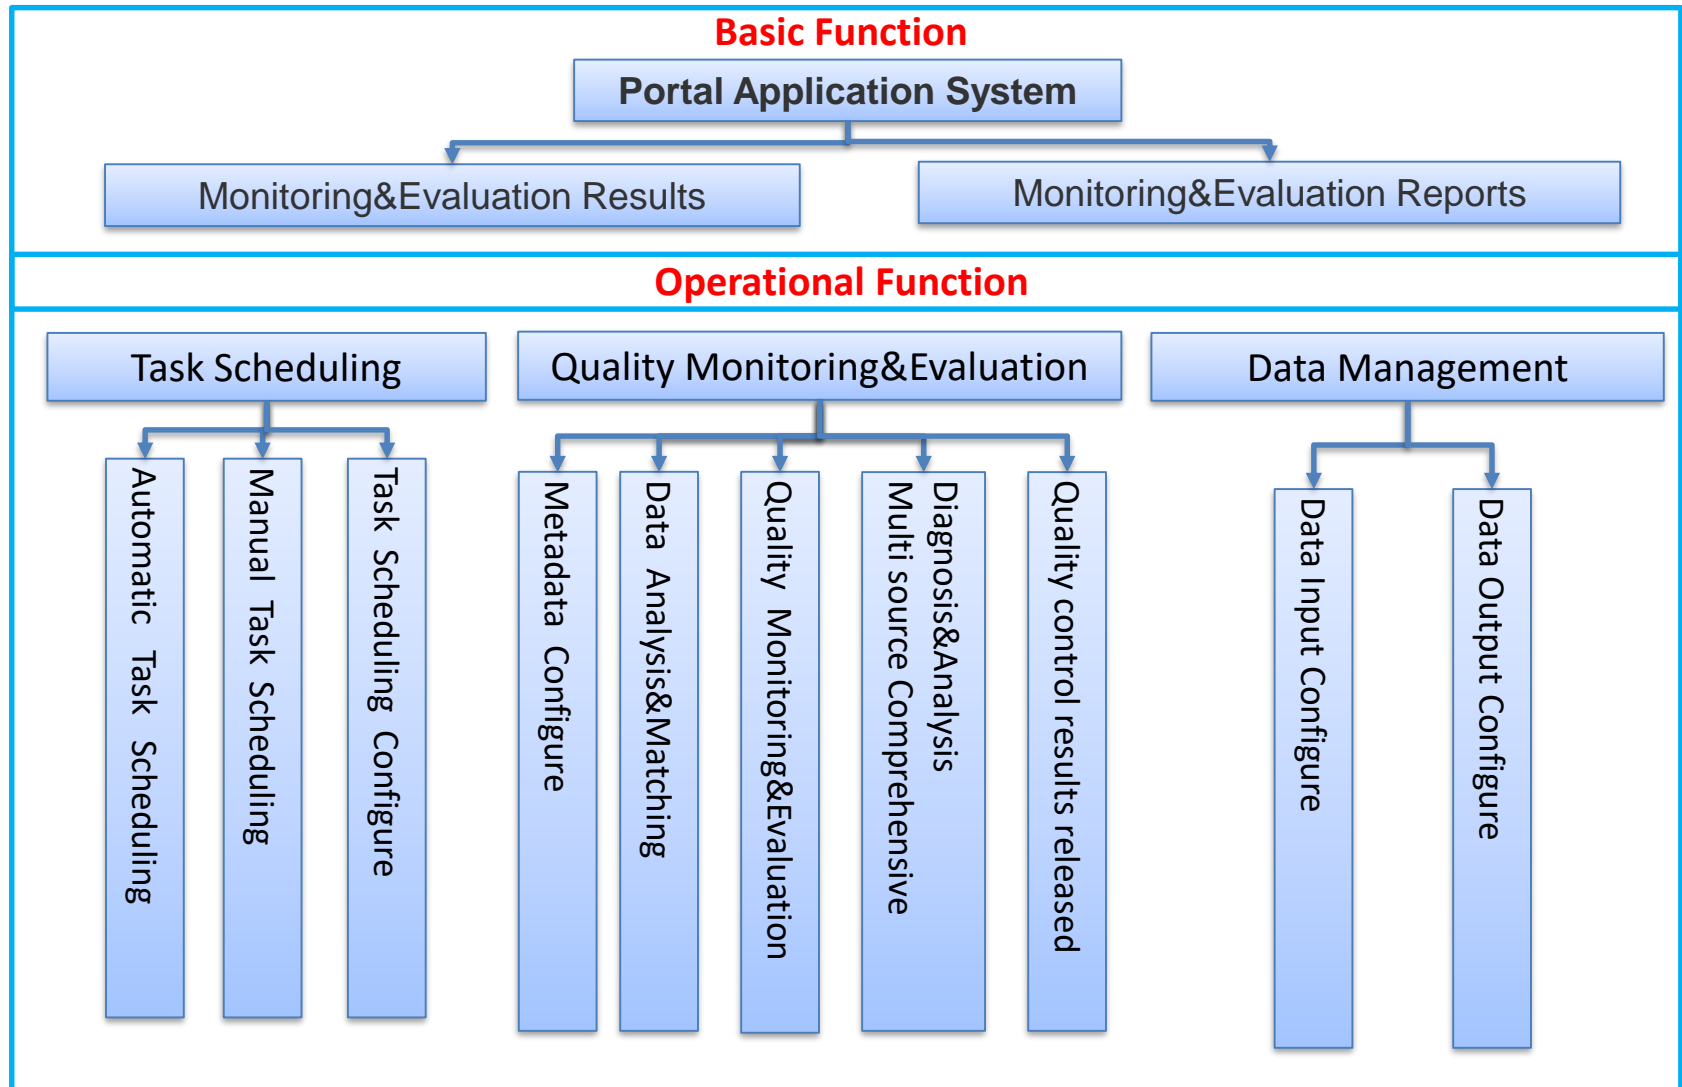 Basic Function
Portal Application System
Monitoring&Evaluation Results
Monitoring&Evaluation Reports
Operational Function
Task Scheduling
Quality Monitoring&Evaluation
Data Management
Automatic Task Scheduling
Manual Task Scheduling
Task Scheduling Configure
Metadata Configure
Data Analysis&Matching
Quality Monitoring&Evaluation
Diagnosis&Analysis
Multi source Comprehensive
Quality control results released
Data Input Configure
Data Output Configure